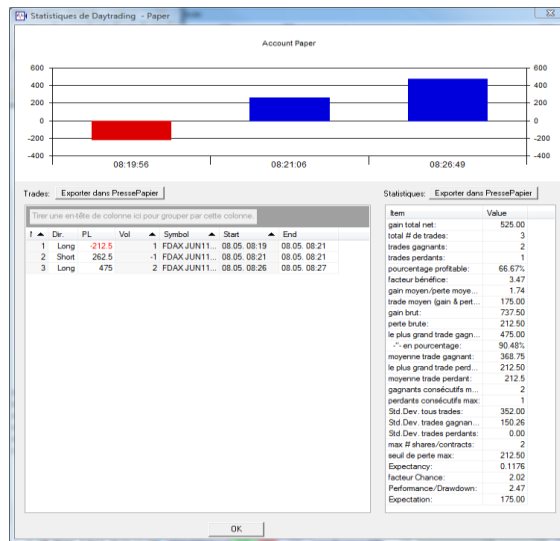 Statistiques de Daytrading - Paper
Account Paper
600 600
400 400
200 200
0 0
-200 -200
-400 -400
08:19:56 08:21:06 08:26:49
Trades: Exporter dans PressePapier
Tirer une en-tête de colonne ici pour grouper par cette colonne.
Dir. PL Vol Symbol Start End
1 Long -212.5 1 FDAX JUN11... 08.05. 08:19 08.05. 08:21
2 Short 262.5 -1 FDAX JUN11... 08.05. 08:21 08.05. 08:21
3 Long 475 2 FDAX JUN11... 08.05. 08:26 08.05. 08:27
Statistiques: Exporter dans PressePapier
Item Value
gain total net: 525.00
total # de trades: 3
trades gagnants: 2
trades perdants: 1
pourcentage profitable: 66.67%
facteur bénéfice: 3.47
gain moyen/perte moye... 1.74
trade moyen (gain & pert... 175.00
gain brut: 737.50
perte brute: 212.50
le plus grand trade gagn... 475.00
-"- en pourcentage: 90.48%
moyenne trade gagnant: 368.75
le plus grand trade perd... 212.50
moyenne trade perdant: 212.5
gagnants consécutifs m... 2
perdants consécutifs max: 1
Std.Dev. tous trades: 352.00
Std.Dev. trades gagnan... 150.26
Std.Dev. trades perdants: 0.00
max # shares/contracts: 2
seuil de perte max: 212.50
Expectancy: 0.1176
facteur Chance: 2.02
Performance/Drawdown: 2.47
Expectation: 175.00
OK